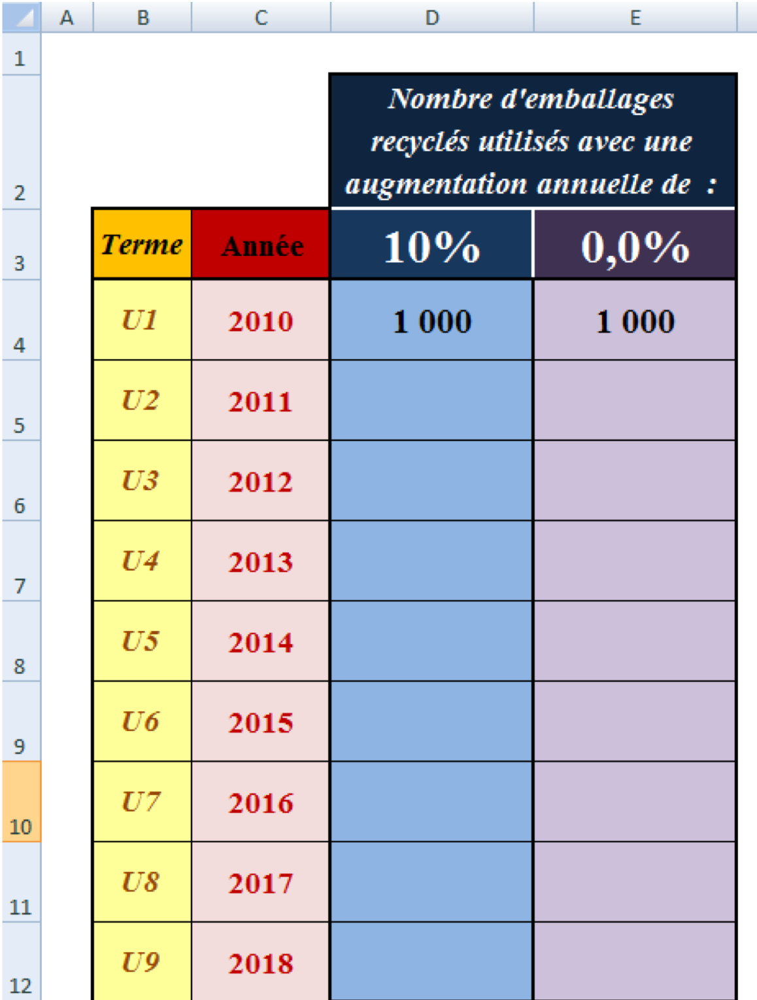 A B C D E
1
Nombre d'emballages
recyclés utilisés avec une
2 augmentation annuelle de :
3 Terme Année 10% 0,0%
4 U1 2010 1 000 1 000
5 U2 2011
6 U3 2012
7 U4 2013
8 U5 2014
9 U6 2015
10 U7 2016
11 U8 2017
12 U9 2018